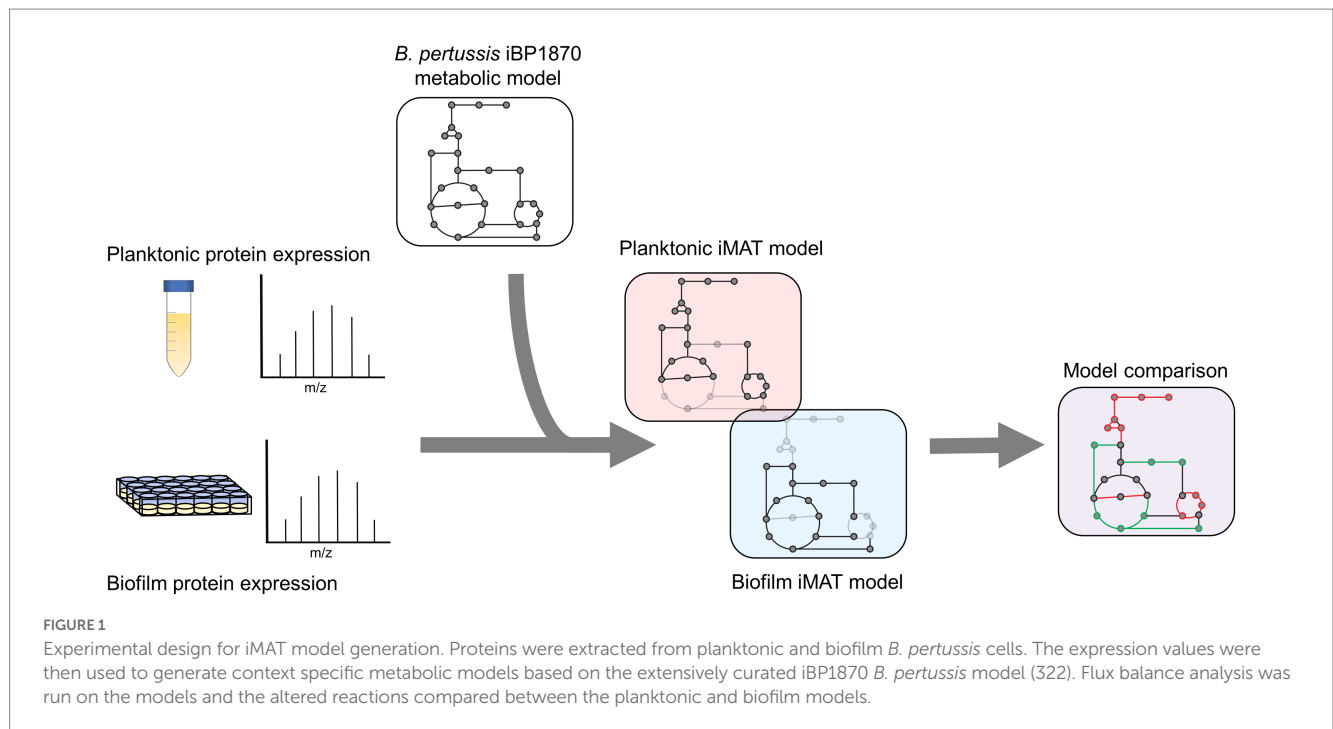 B. pertussis iBP1870
metabolic model
Planktonic protein expression
m/z
Planktonic iMAT model
Model comparison
m/z
Biofilm protein expression
Biofilm iMAT model
FIGURE 1
Experimental design for iMAT model generation. Proteins were extracted from planktonic and biofilm B. pertussis cells. The expression values were
then used to generate context specific metabolic models based on the extensively curated iBP1870 B. pertussis model (322). Flux balance analysis was
run on the models and the altered reactions compared between the planktonic and biofilm models.